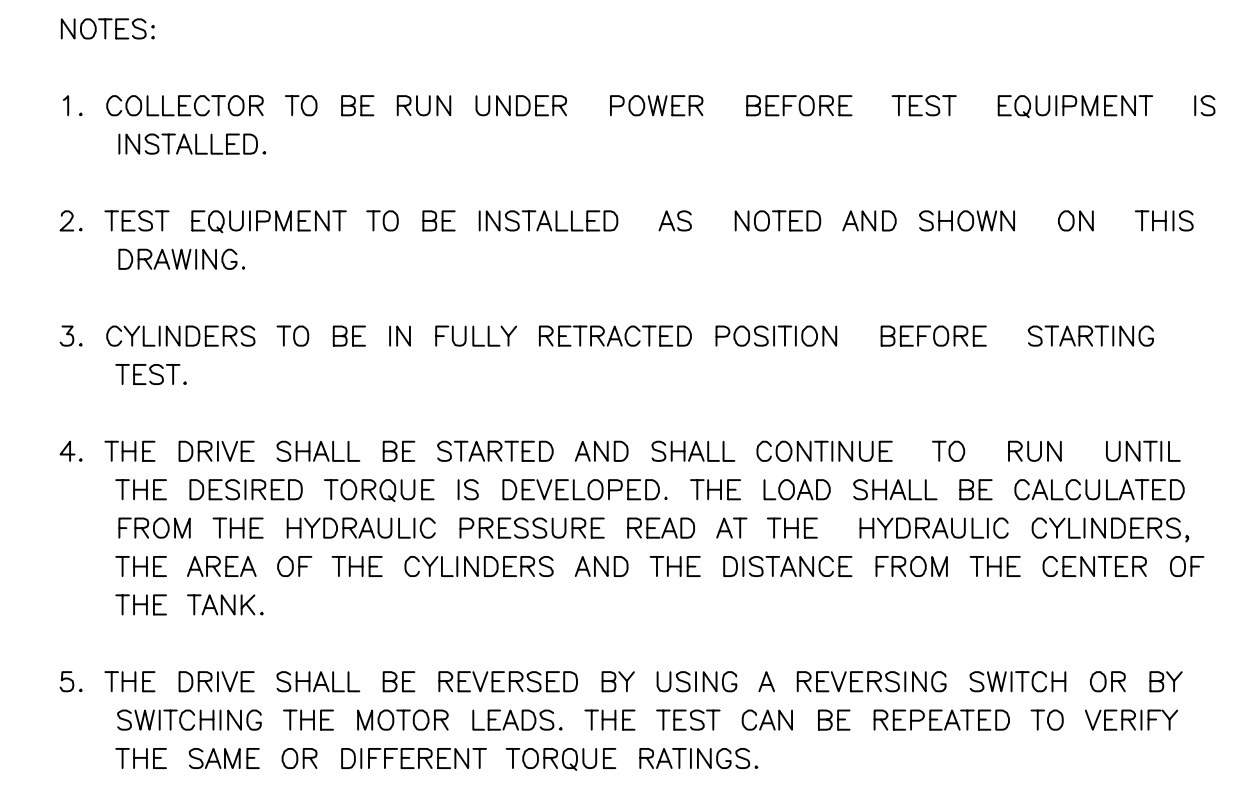 NOTES:
1. COLLECTOR TO BE RUN UNDER POWER BEFORE TEST EQUIPMENT IS
INSTALLED.
2. TEST EQUIPMENT TO BE INSTALLED AS NOTED AND SHOWN ON THIS
DRAWING.
3. CYLINDERS TO BE IN FULLY RETRACTED POSITION BEFORE STARTING
TEST.
4. THE DRIVE SHALL BE STARTED AND SHALL CONTINUE TO RUN UNTIL
THE DESIRED TORQUE IS DEVELOPED. THE LOAD SHALL BE CALCULATED
FROM THE HYDRAULIC PRESSURE READ AT THE HYDRAULIC CYLINDERS,
THE AREA OF THE CYLINDERS AND THE DISTANCE FROM THE CENTER OF
THE TANK.
5. THE DRIVE SHALL BE REVERSED BY USING A REVERSING SWITCH OR BY
SWITCHING THE MOTOR LEADS. THE TEST CAN BE REPEATED TO VERIFY
THE SAME OR DIFFERENT TORQUE RATINGS.